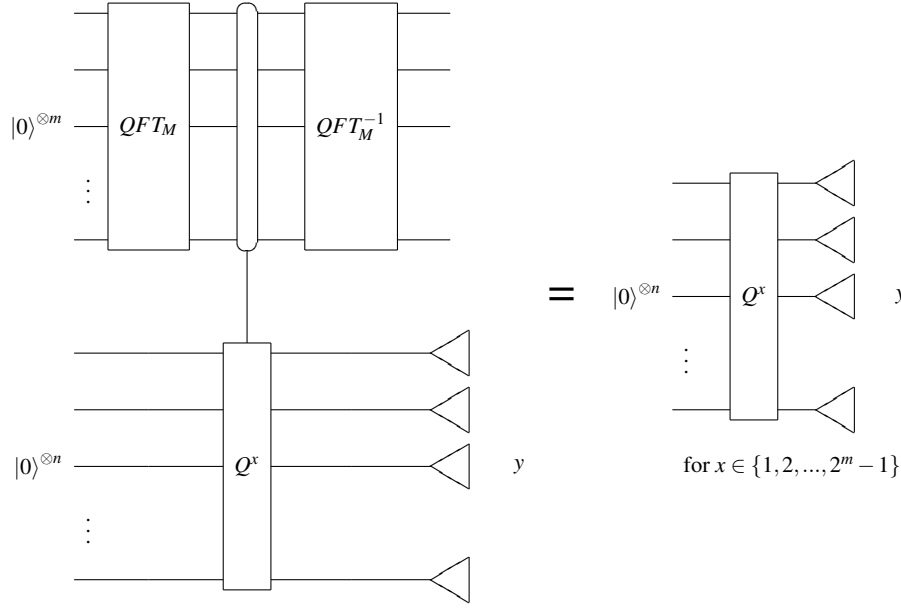 |0⟩^{⊗m}
QFT_M
QFT_M^{-1}
⋮
=
|0⟩^{⊗n}
Q^x
y
⋮
|0⟩^{⊗n}
Q^x
y
⋮
for x ∈ {1, 2, ..., 2^m − 1}